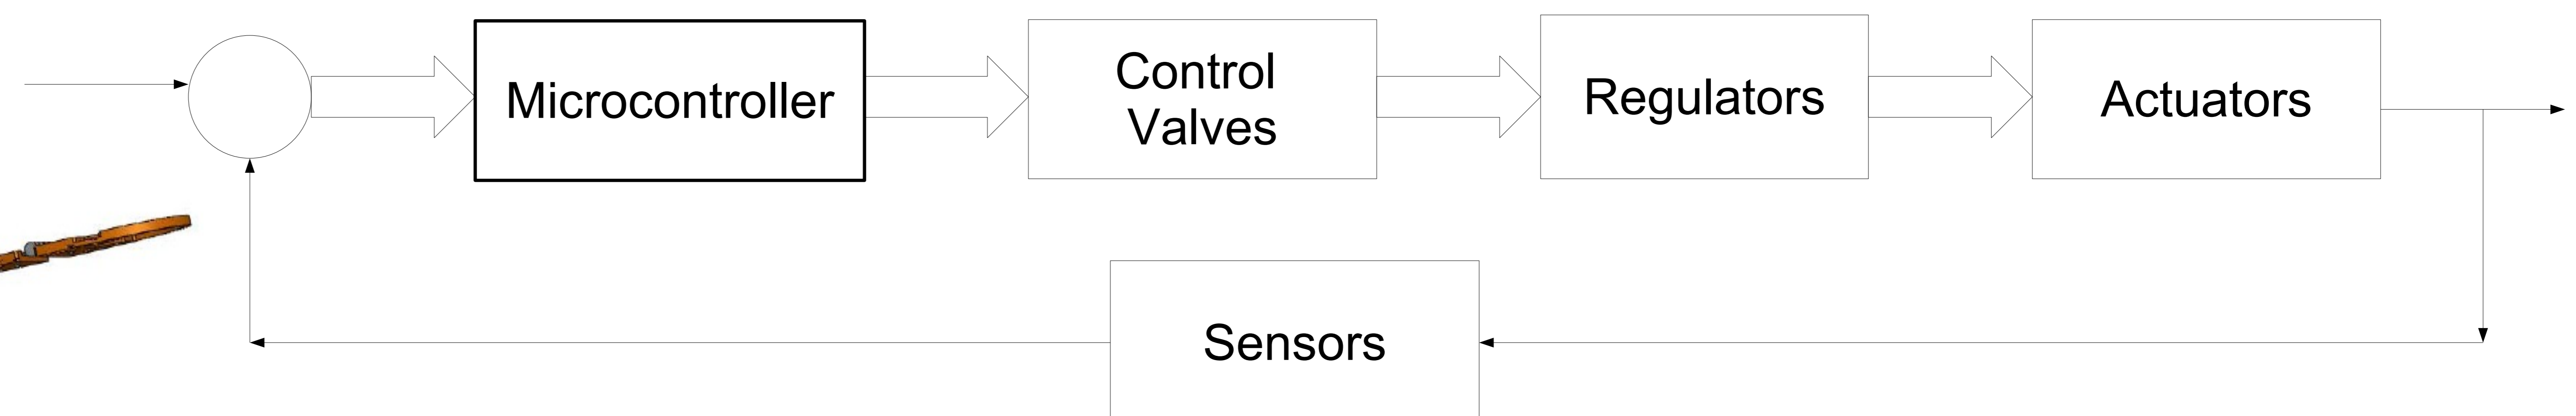 Microcontroller
Control
Valves
Regulators
Actuators
Sensors